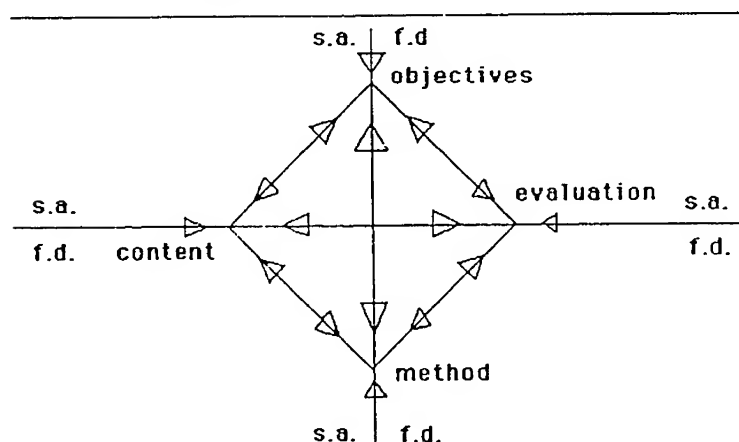 s.a. f.d
objectives
evaluation
s.a. s.a.
f.d. content f.d.
method
s.a. f.d.